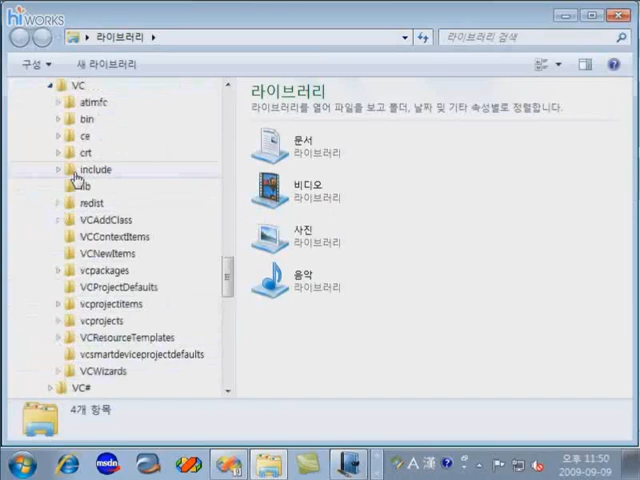 hiWORKS
라이브러리
라이브러리 검색
구성
새 라이브러리
VC
atlmfc
bin
ce
crt
include
lib
redist
VCAddClass
VCContextItems
VCNewItems
vcpackages
VCProjectDefaults
vcprojectitems
vcprojects
VCResourceTemplates
vcsmartdeviceprojectdefaults
VCWizards
VC#
라이브러리
라이브러리를 열어 파일을 보고 폴더, 날짜 및 기타 속성별로 정렬합니다.
문서
라이브러리
비디오
라이브러리
사진
라이브러리
음악
라이브러리
4개 항목
msdn
A 漢
오후 11:50
2009-09-09